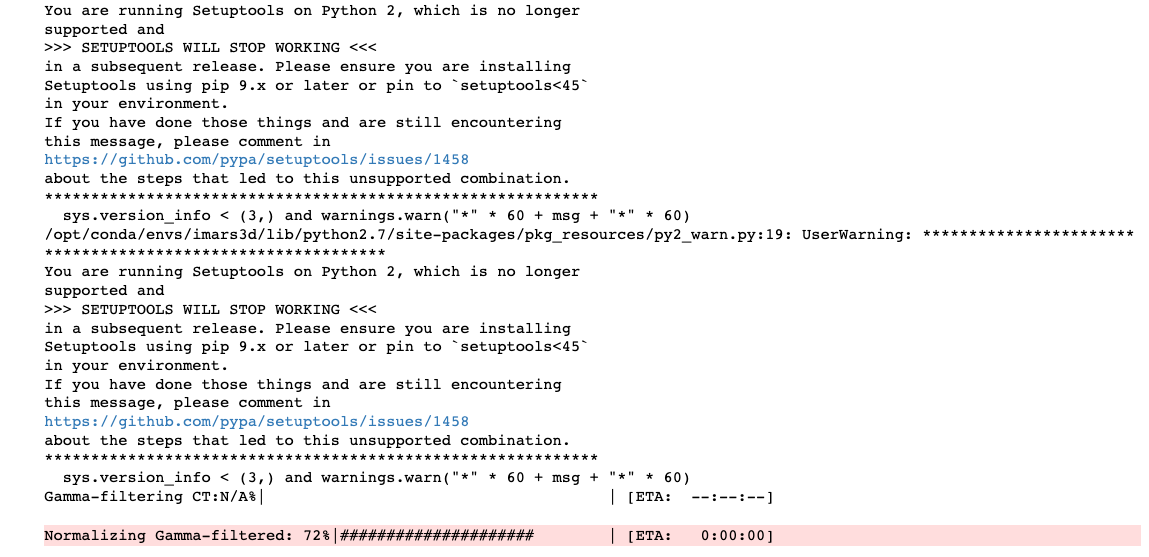 You are running Setuptools on Python 2, which is no longer
supported and
>>> SETUPTOOLS WILL STOP WORKING <<<
in a subsequent release. Please ensure you are installing
Setuptools using pip 9.x or later or pin to `setuptools<45`
in your environment.
If you have done those things and are still encountering
this message, please comment in
https://github.com/pypa/setuptools/issues/1458
about the steps that led to this unsupported combination.
************************************************************
  sys.version_info < (3,) and warnings.warn("*" * 60 + msg + "*" * 60)
/opt/conda/envs/imars3d/lib/python2.7/site-packages/pkg_resources/py2_warn.py:19: UserWarning: ***********************
*************************************
You are running Setuptools on Python 2, which is no longer
supported and
>>> SETUPTOOLS WILL STOP WORKING <<<
in a subsequent release. Please ensure you are installing
Setuptools using pip 9.x or later or pin to `setuptools<45`
in your environment.
If you have done those things and are still encountering
this message, please comment in
https://github.com/pypa/setuptools/issues/1458
about the steps that led to this unsupported combination.
************************************************************
  sys.version_info < (3,) and warnings.warn("*" * 60 + msg + "*" * 60)
Gamma-filtering CT:N/A%|                                      | [ETA:  --:--:--]
Normalizing Gamma-filtered: 72%|#####################        | [ETA:   0:00:00]